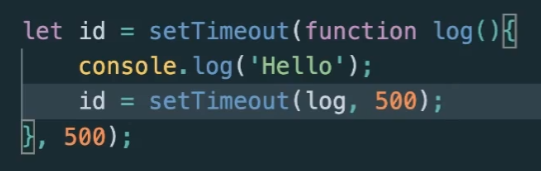 let id = setTimeout(function log(){
    console.log('Hello');
    id = setTimeout(log, 500);
}, 500);